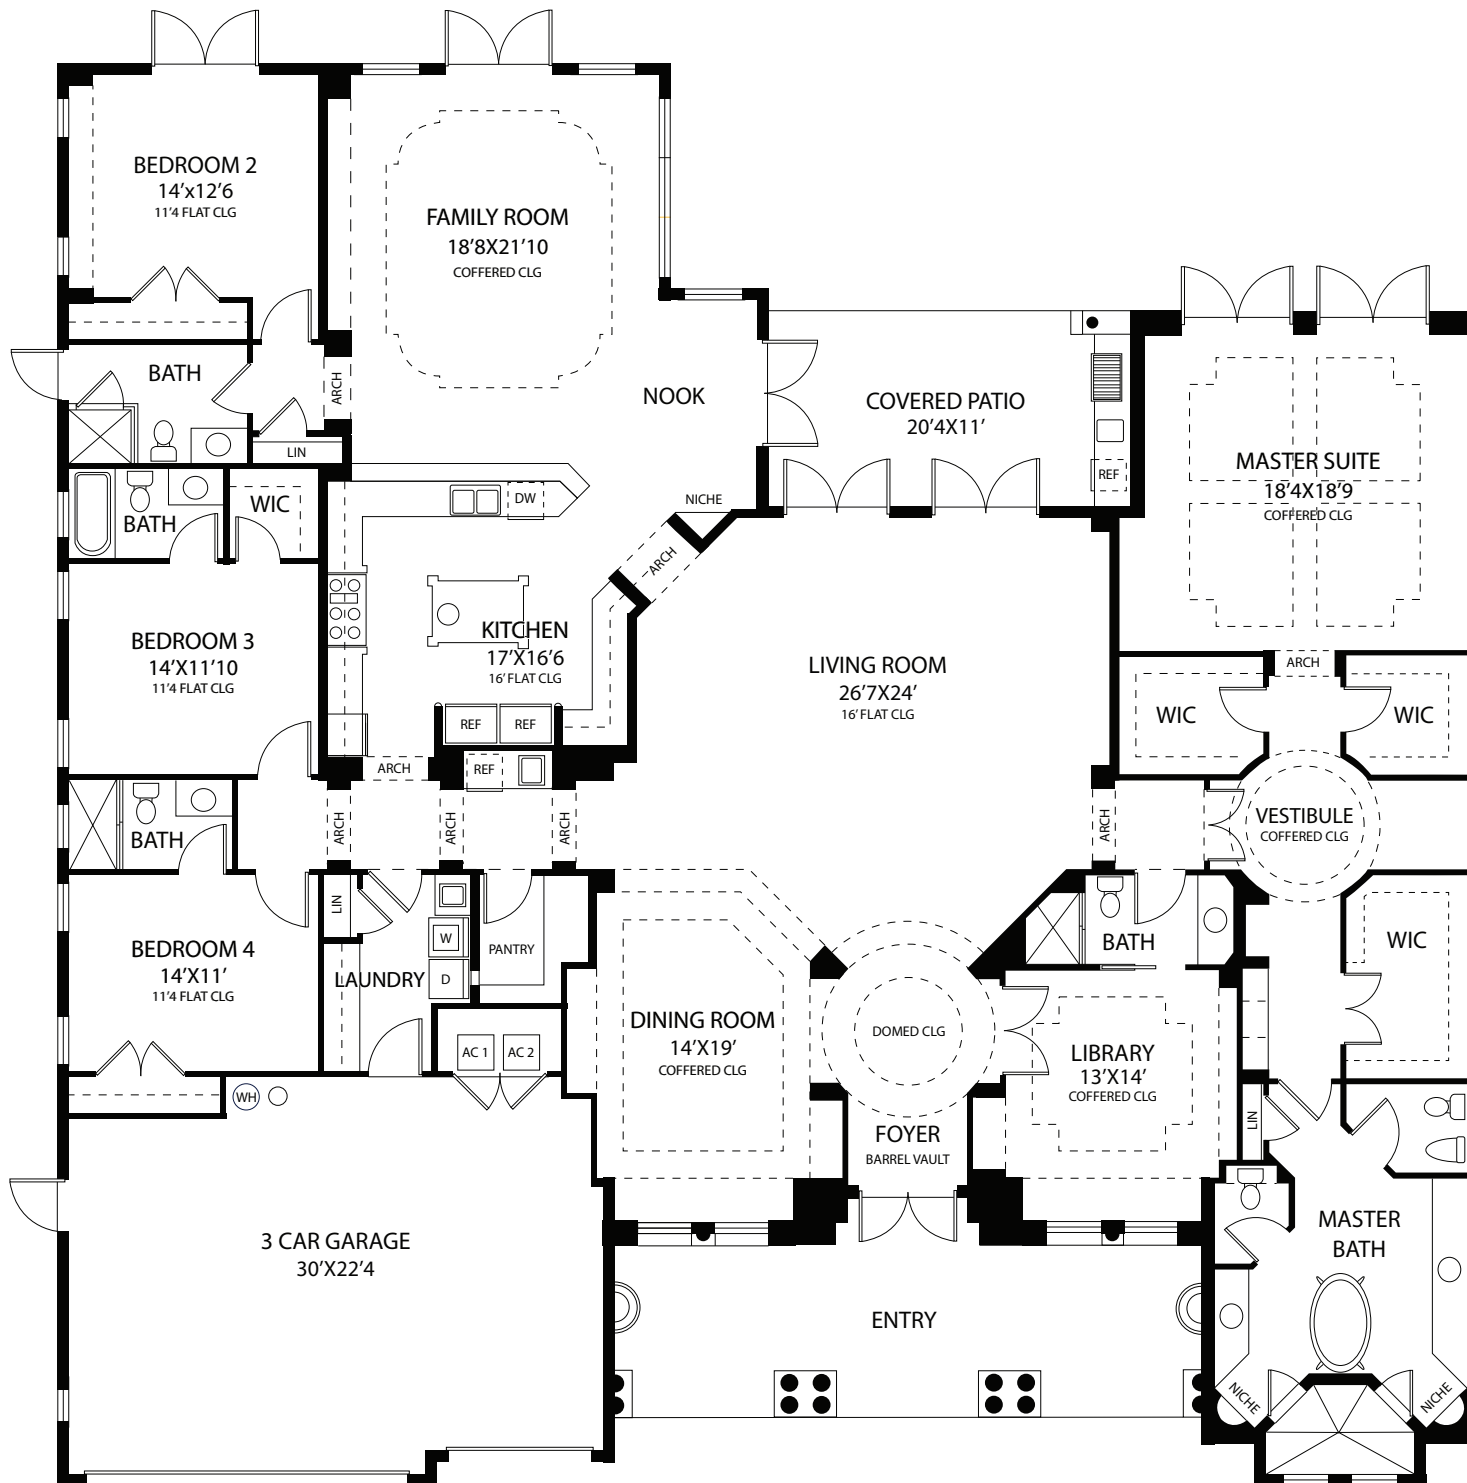 BEDROOM 2
14'x12'6
11'4 FLAT CLG
FAMILY ROOM
18'8X21'10
COFFERED CLG
BATH
ARCH
LIN
NOOK
COVERED PATIO
20'4X11'
REF
MASTER SUITE
18'4X18'9
COFFERED CLG
BATH
WIC
DW
NICHE
ARCH
BEDROOM 3
14'X11'10
11'4 FLAT CLG
KITCHEN
17'X16'6
16' FLAT CLG
REF
REF
LIVING ROOM
26'7X24'
16' FLAT CLG
ARCH
WIC
WIC
ARCH
REF
BATH
ARCH
ARCH
ARCH
ARCH
VESTIBULE
COFFERED CLG
BEDROOM 4
14'X11'
11'4 FLAT CLG
LIN
W
D
LAUNDRY
PANTRY
BATH
WIC
DINING ROOM
14'X19'
COFFERED CLG
DOMED CLG
LIBRARY
13'X14'
COFFERED CLG
AC 1
AC 2
WH
FOYER
BARREL VAULT
LIN
3 CAR GARAGE
30'X22'4
MASTER
BATH
ENTRY
NICHE
NICHE